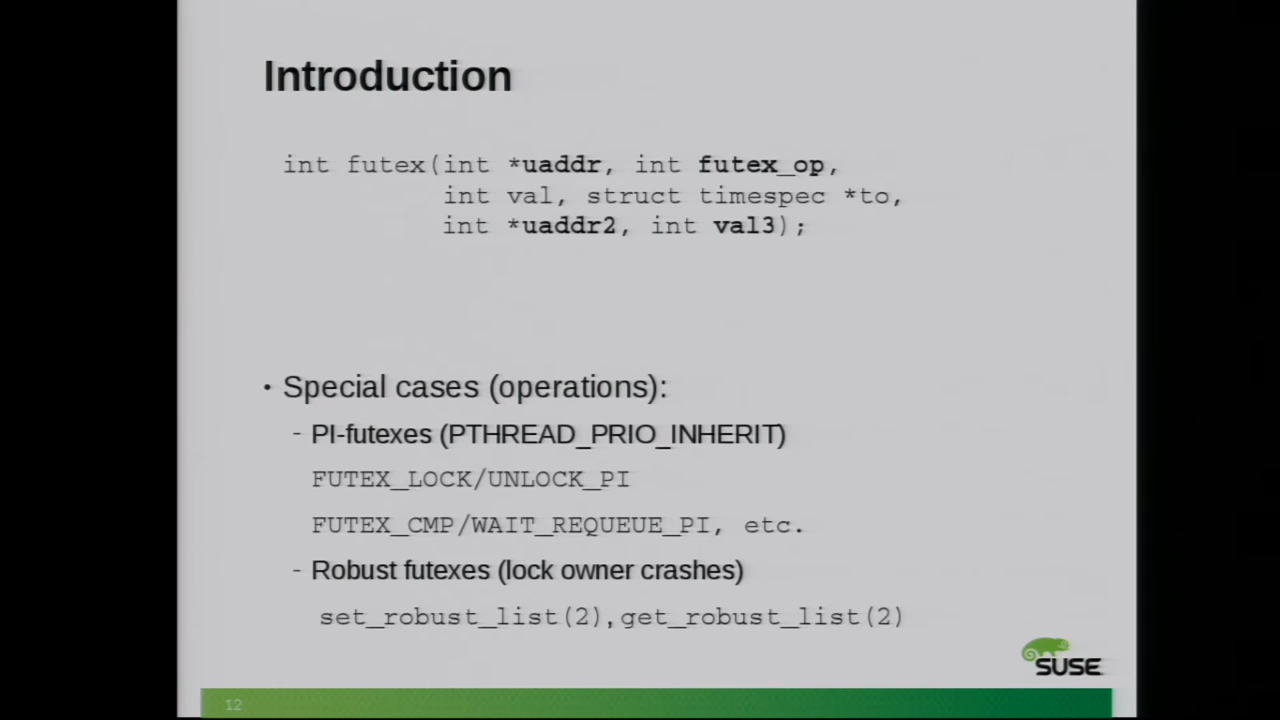 Introduction
int futex(int *uaddr, int futex_op,
int val, struct timespec *to,
int *uaddr2, int val3);
• Special cases (operations):
- PI-futexes (PTHREAD_PRIO_INHERIT)
FUTEX_LOCK/UNLOCK_PI
FUTEX_CMP/WAIT_REQUEUE_PI, etc.
- Robust futexes (lock owner crashes)
set_robust_list(2),get_robust_list(2)
SUSE
12